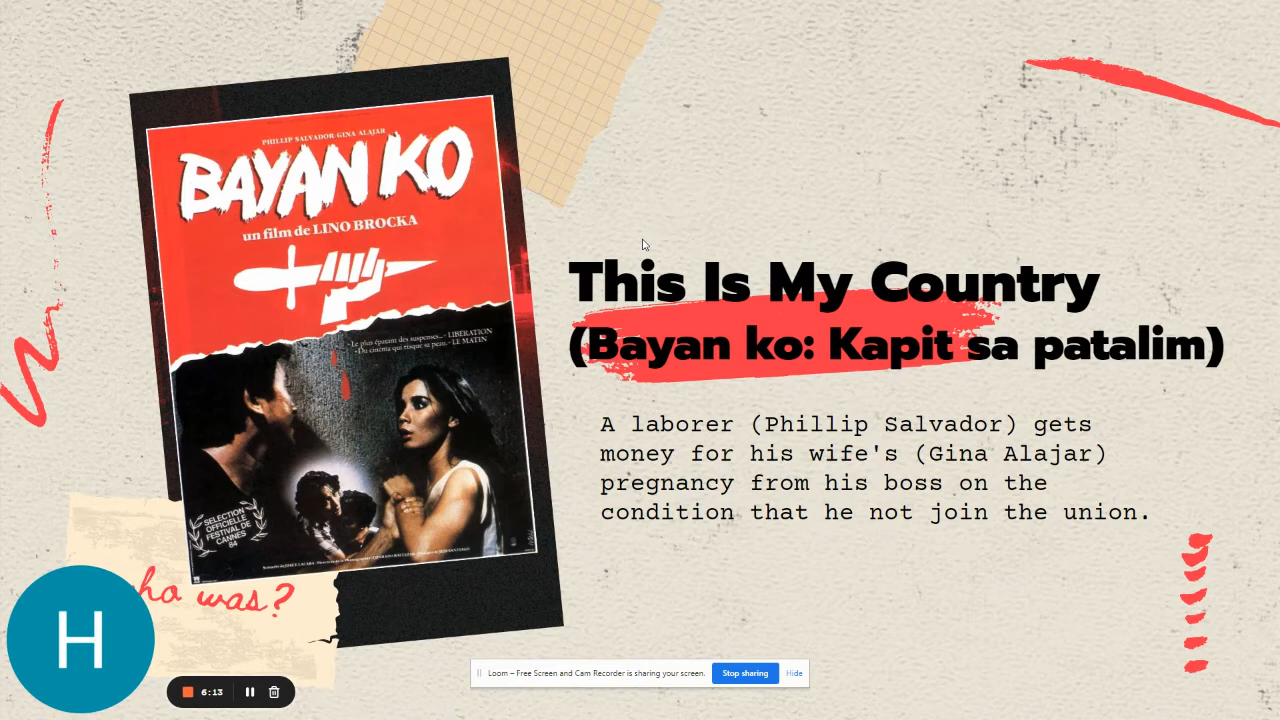 PHILLIP SALVADOR GINA ALAJAR
BAYAN KO
un film de LINO BROCKA
"Le plus épatant des suspenses..." - LIBERATION
"Du cinéma qui risque sa peau." - LE MATIN
SELECTION
OFFICIELLE
FESTIVAL DE
CANNES
84
This Is My Country
(Bayan ko: Kapit sa patalim)
A laborer (Phillip Salvador) gets
money for his wife's (Gina Alajar)
pregnancy from his boss on the
condition that he not join the union.
ho was?
H
6:13
Loom – Free Screen and Cam Recorder is sharing your screen.
Stop sharing
Hide